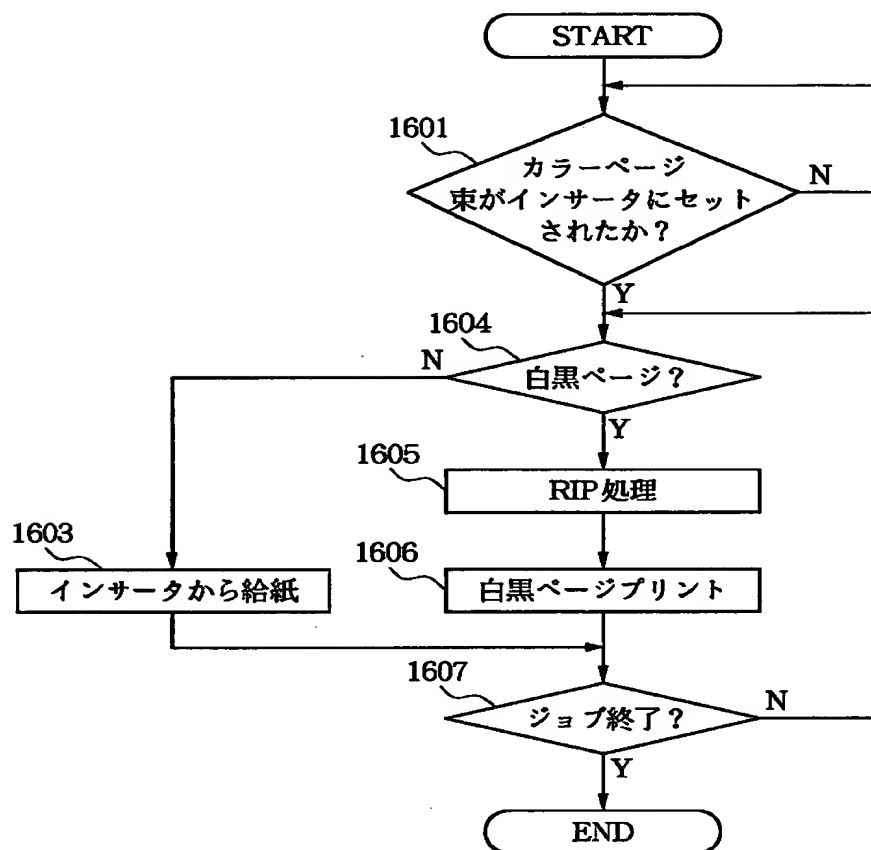 START
1601
カラーページ
束がインサータにセット
されたか？
N
Y
1604
N
白黒ページ？
Y
1605
RIP処理
1603
インサータから給紙
1606
白黒ページプリント
1607
ジョブ終了？
N
Y
END